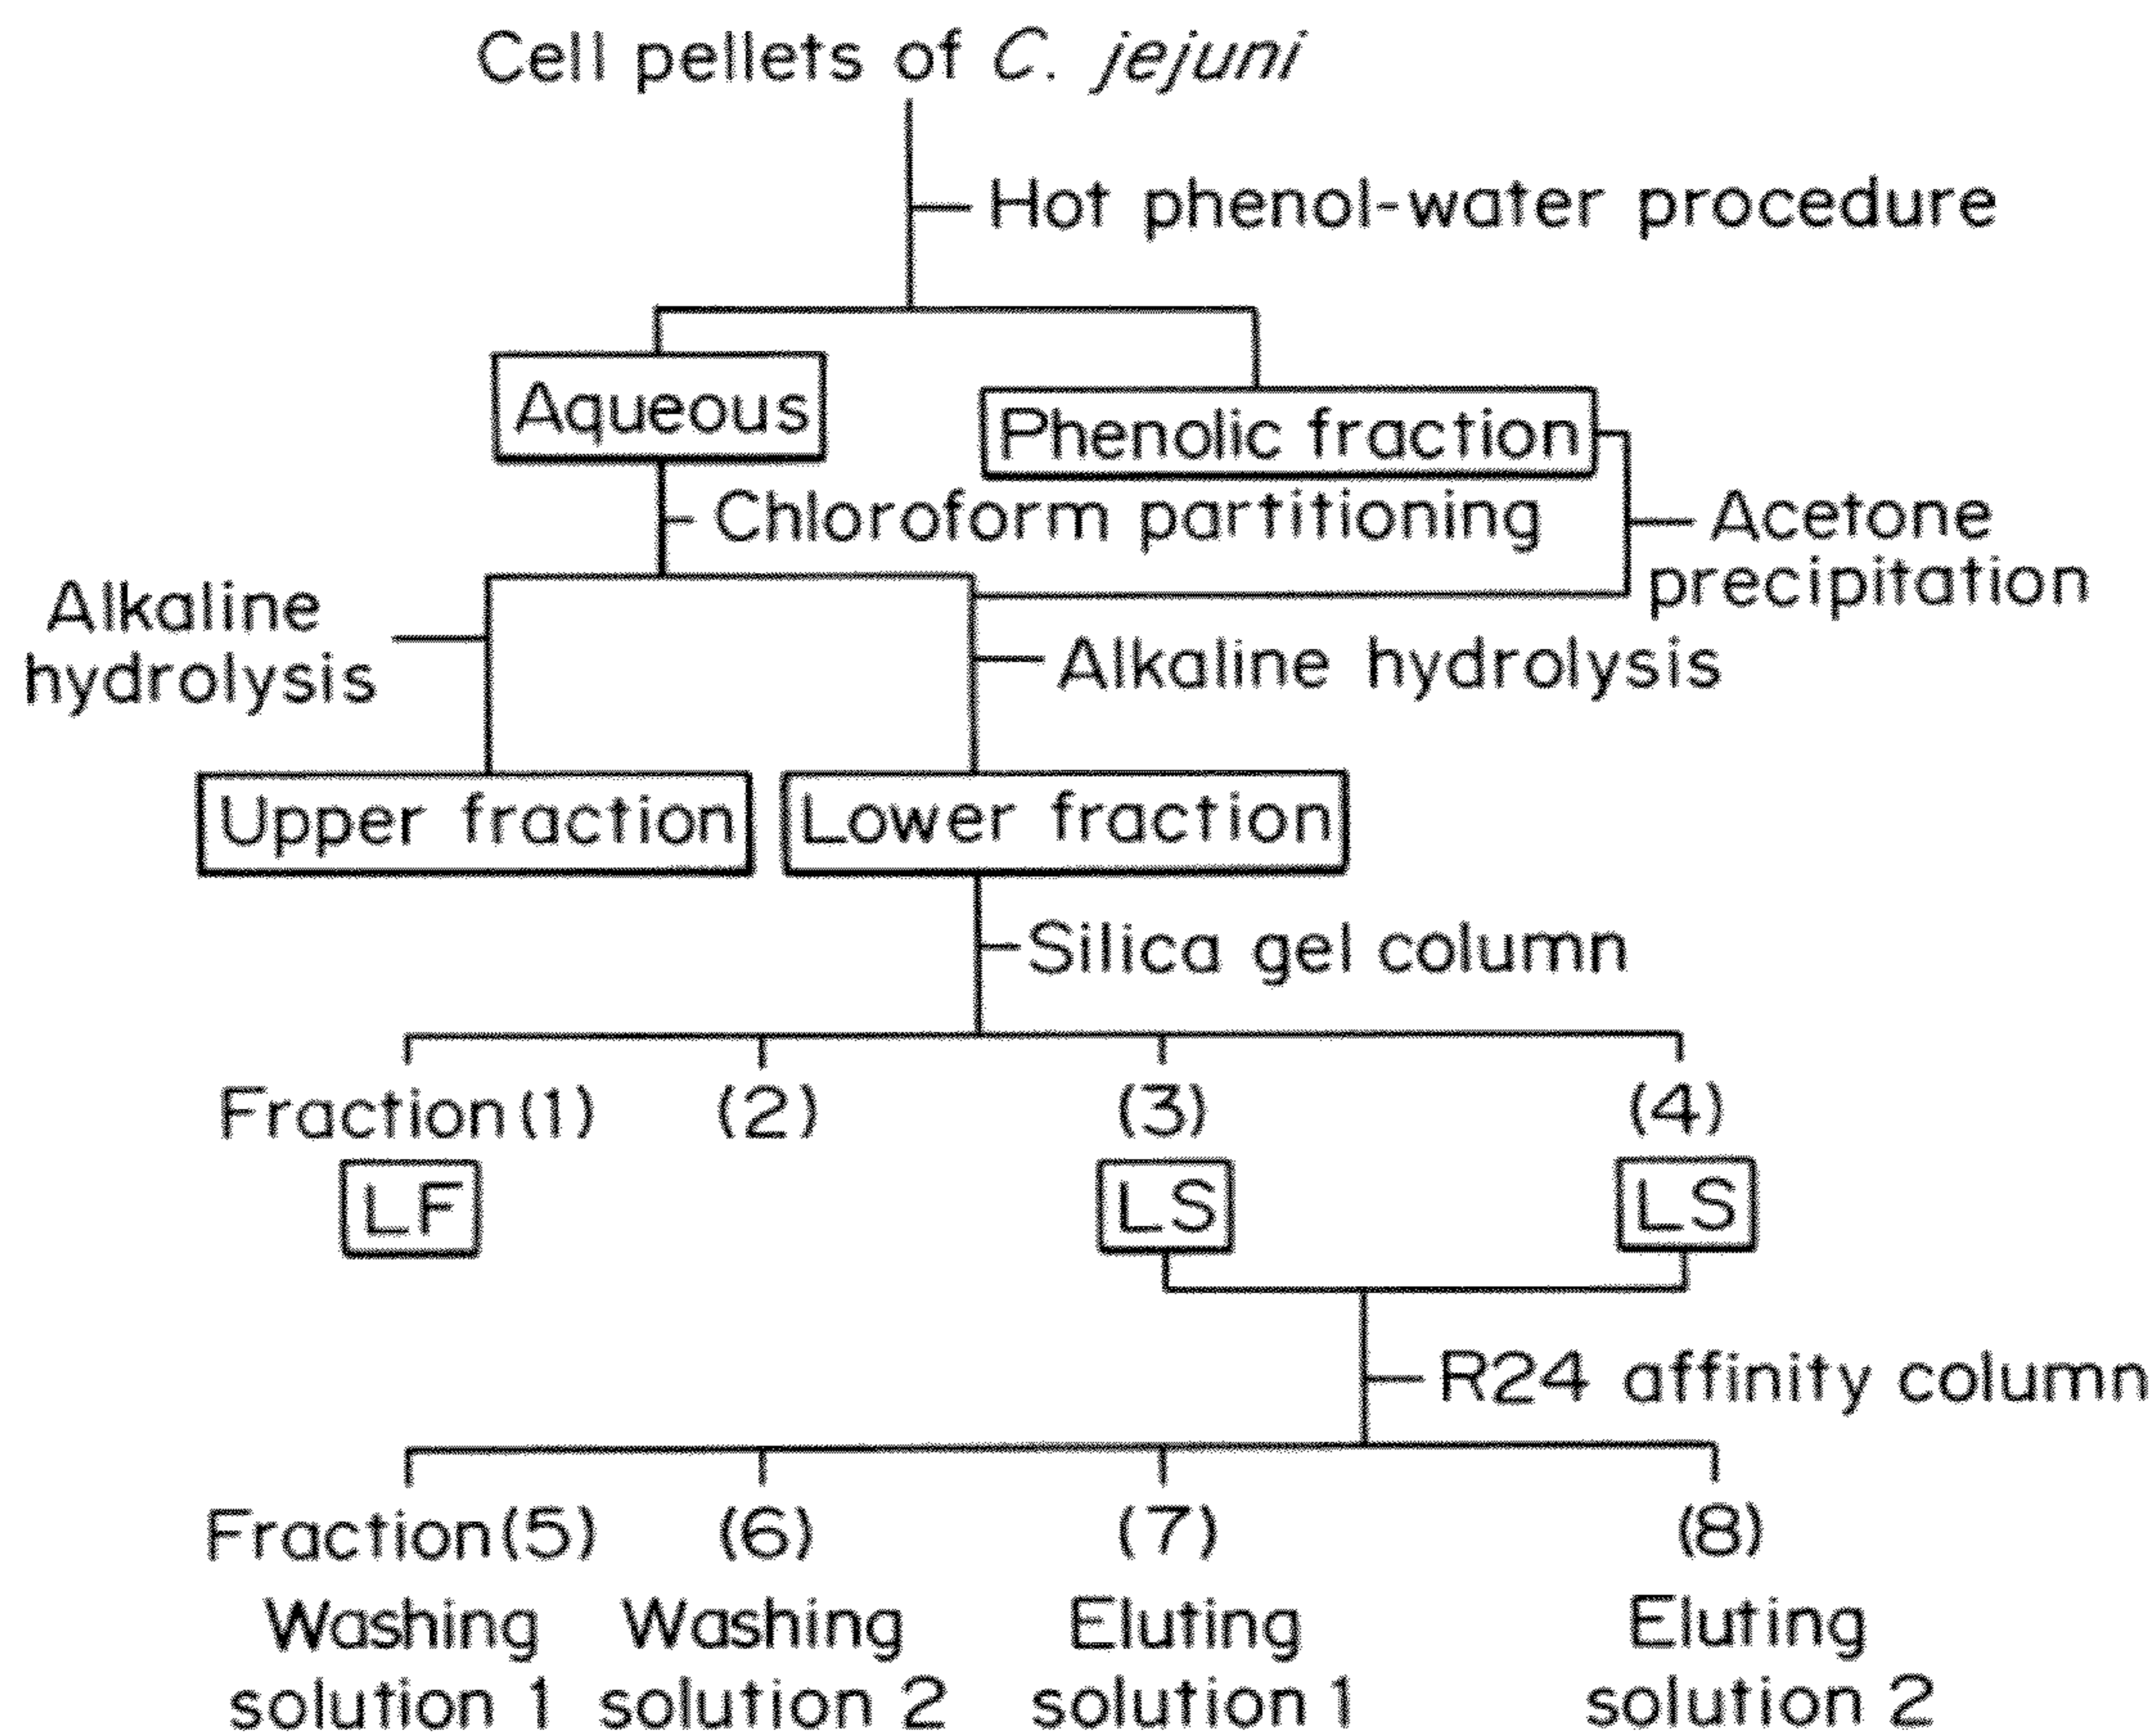 Cell pellets of C. jejuni
Hot phenol-water procedure
Aqueous
Phenolic fraction
Chloroform partitioning
Acetone
precipitation
Alkaline
hydrolysis
Alkaline hydrolysis
Upper fraction
Lower fraction
Silica gel column
Fraction (1) (2) (3) (4)
LF LS LS
R24 affinity column
Fraction (5) (6) (7) (8)
Washing Washing Eluting Eluting
solution 1 solution 2 solution 1 solution 2